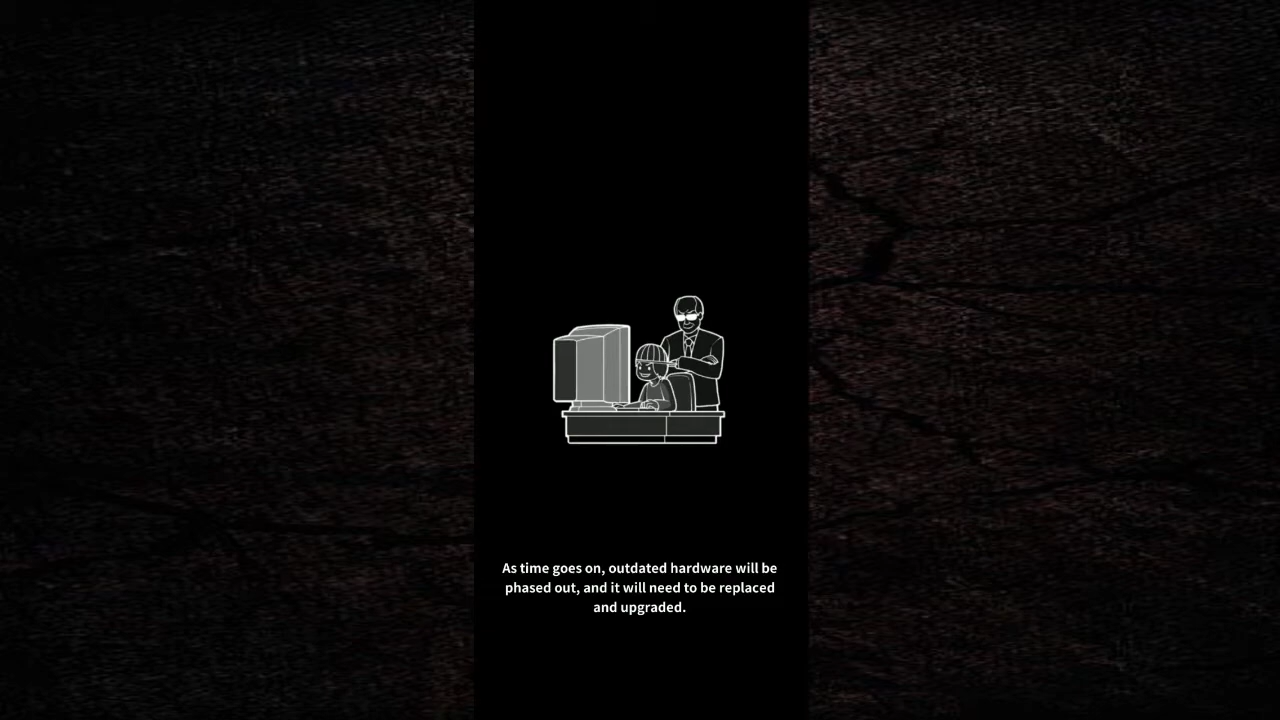 As time goes on, outdated hardware will be
phased out, and it will need to be replaced
and upgraded.